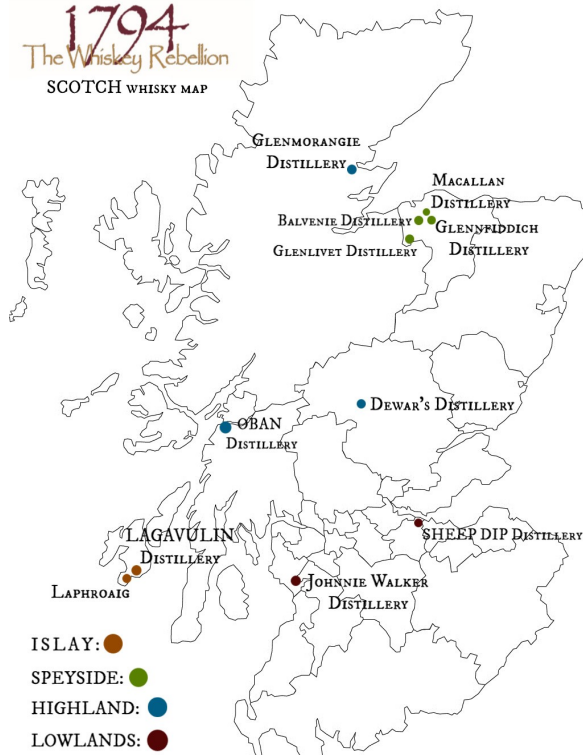 1794
The Whiskey Rebellion
SCOTCH WHISKY MAP
GLENMORANGIE
DISTILLERY
MACALLAN
DISTILLERY
BALVENIE DISTILLERY
GLENNFIDDICH
DISTILLERY
GLENLIVET DISTILLERY
DEWAR'S DISTILLERY
OBAN
DISTILLERY
SHEEP DIP DISTILLERY
LAGAVULIN
DISTILLERY
LAPHROAIG
JOHNNIE WALKER
DISTILLERY
ISLAY:
SPEYSIDE:
HIGHLAND:
LOWLANDS: